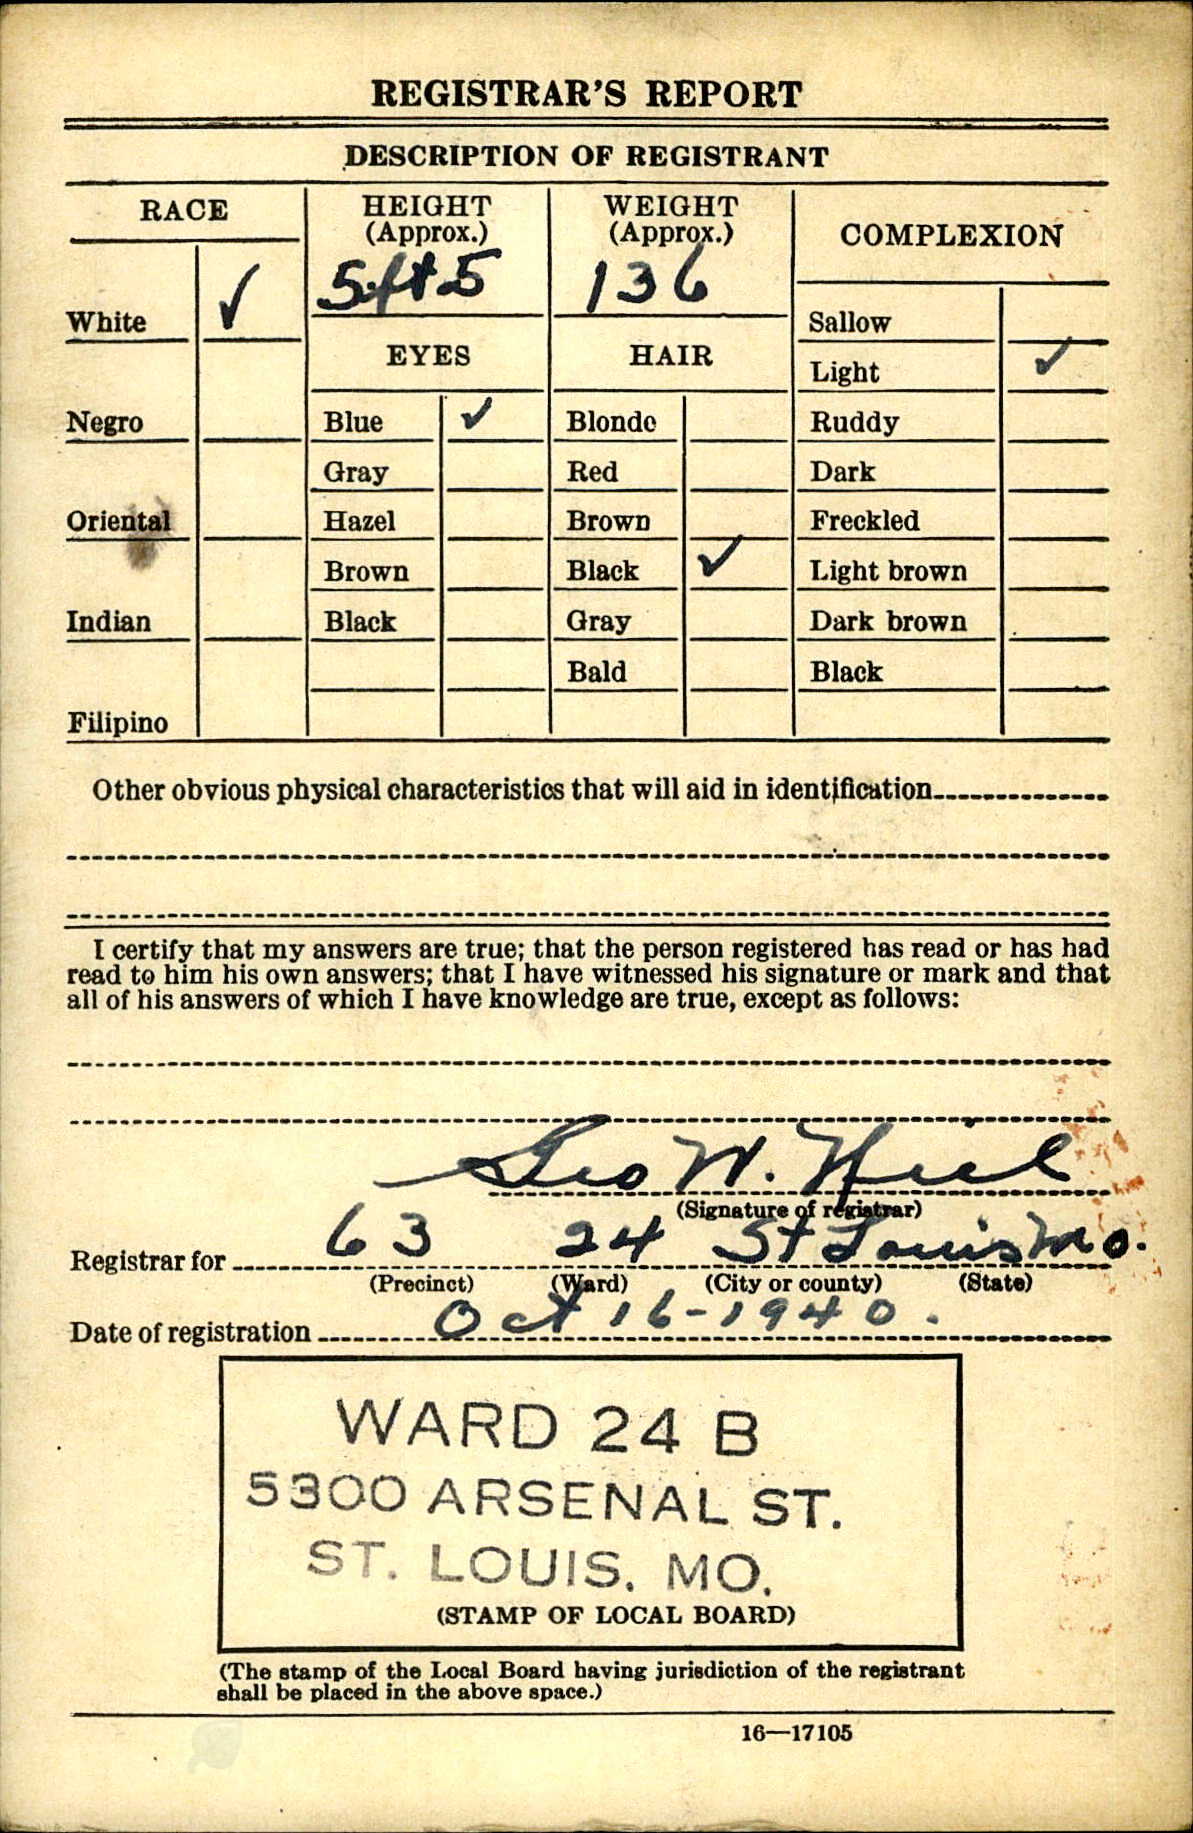 REGISTRAR'S REPORT
DESCRIPTION OF REGISTRANT
RACE
HEIGHT
(Approx.)
WEIGHT
(Approx.)
COMPLEXION
5 ft 5
136
White ✓
EYES
HAIR
Sallow
Light ✓
Negro
Blue ✓
Blonde
Ruddy
Gray
Red
Dark
Oriental
Hazel
Brown
Freckled
Brown
Black ✓
Light brown
Indian
Black
Gray
Dark brown
Bald
Black
Filipino
Other obvious physical characteristics that will aid in identification
I certify that my answers are true; that the person registered has read or has had
read to him his own answers; that I have witnessed his signature or mark and that
all of his answers of which I have knowledge are true, except as follows:
Geo W.
(Signature of registrar)
Registrar for 63 24 St Louis Mo.
(Precinct) (Ward) (City or county) (State)
Date of registration Oct 16-1940.
WARD 24 B
5300 ARSENAL ST.
ST. LOUIS, MO.
(STAMP OF LOCAL BOARD)
(The stamp of the Local Board having jurisdiction of the registrant
shall be placed in the above space.)
16—17105